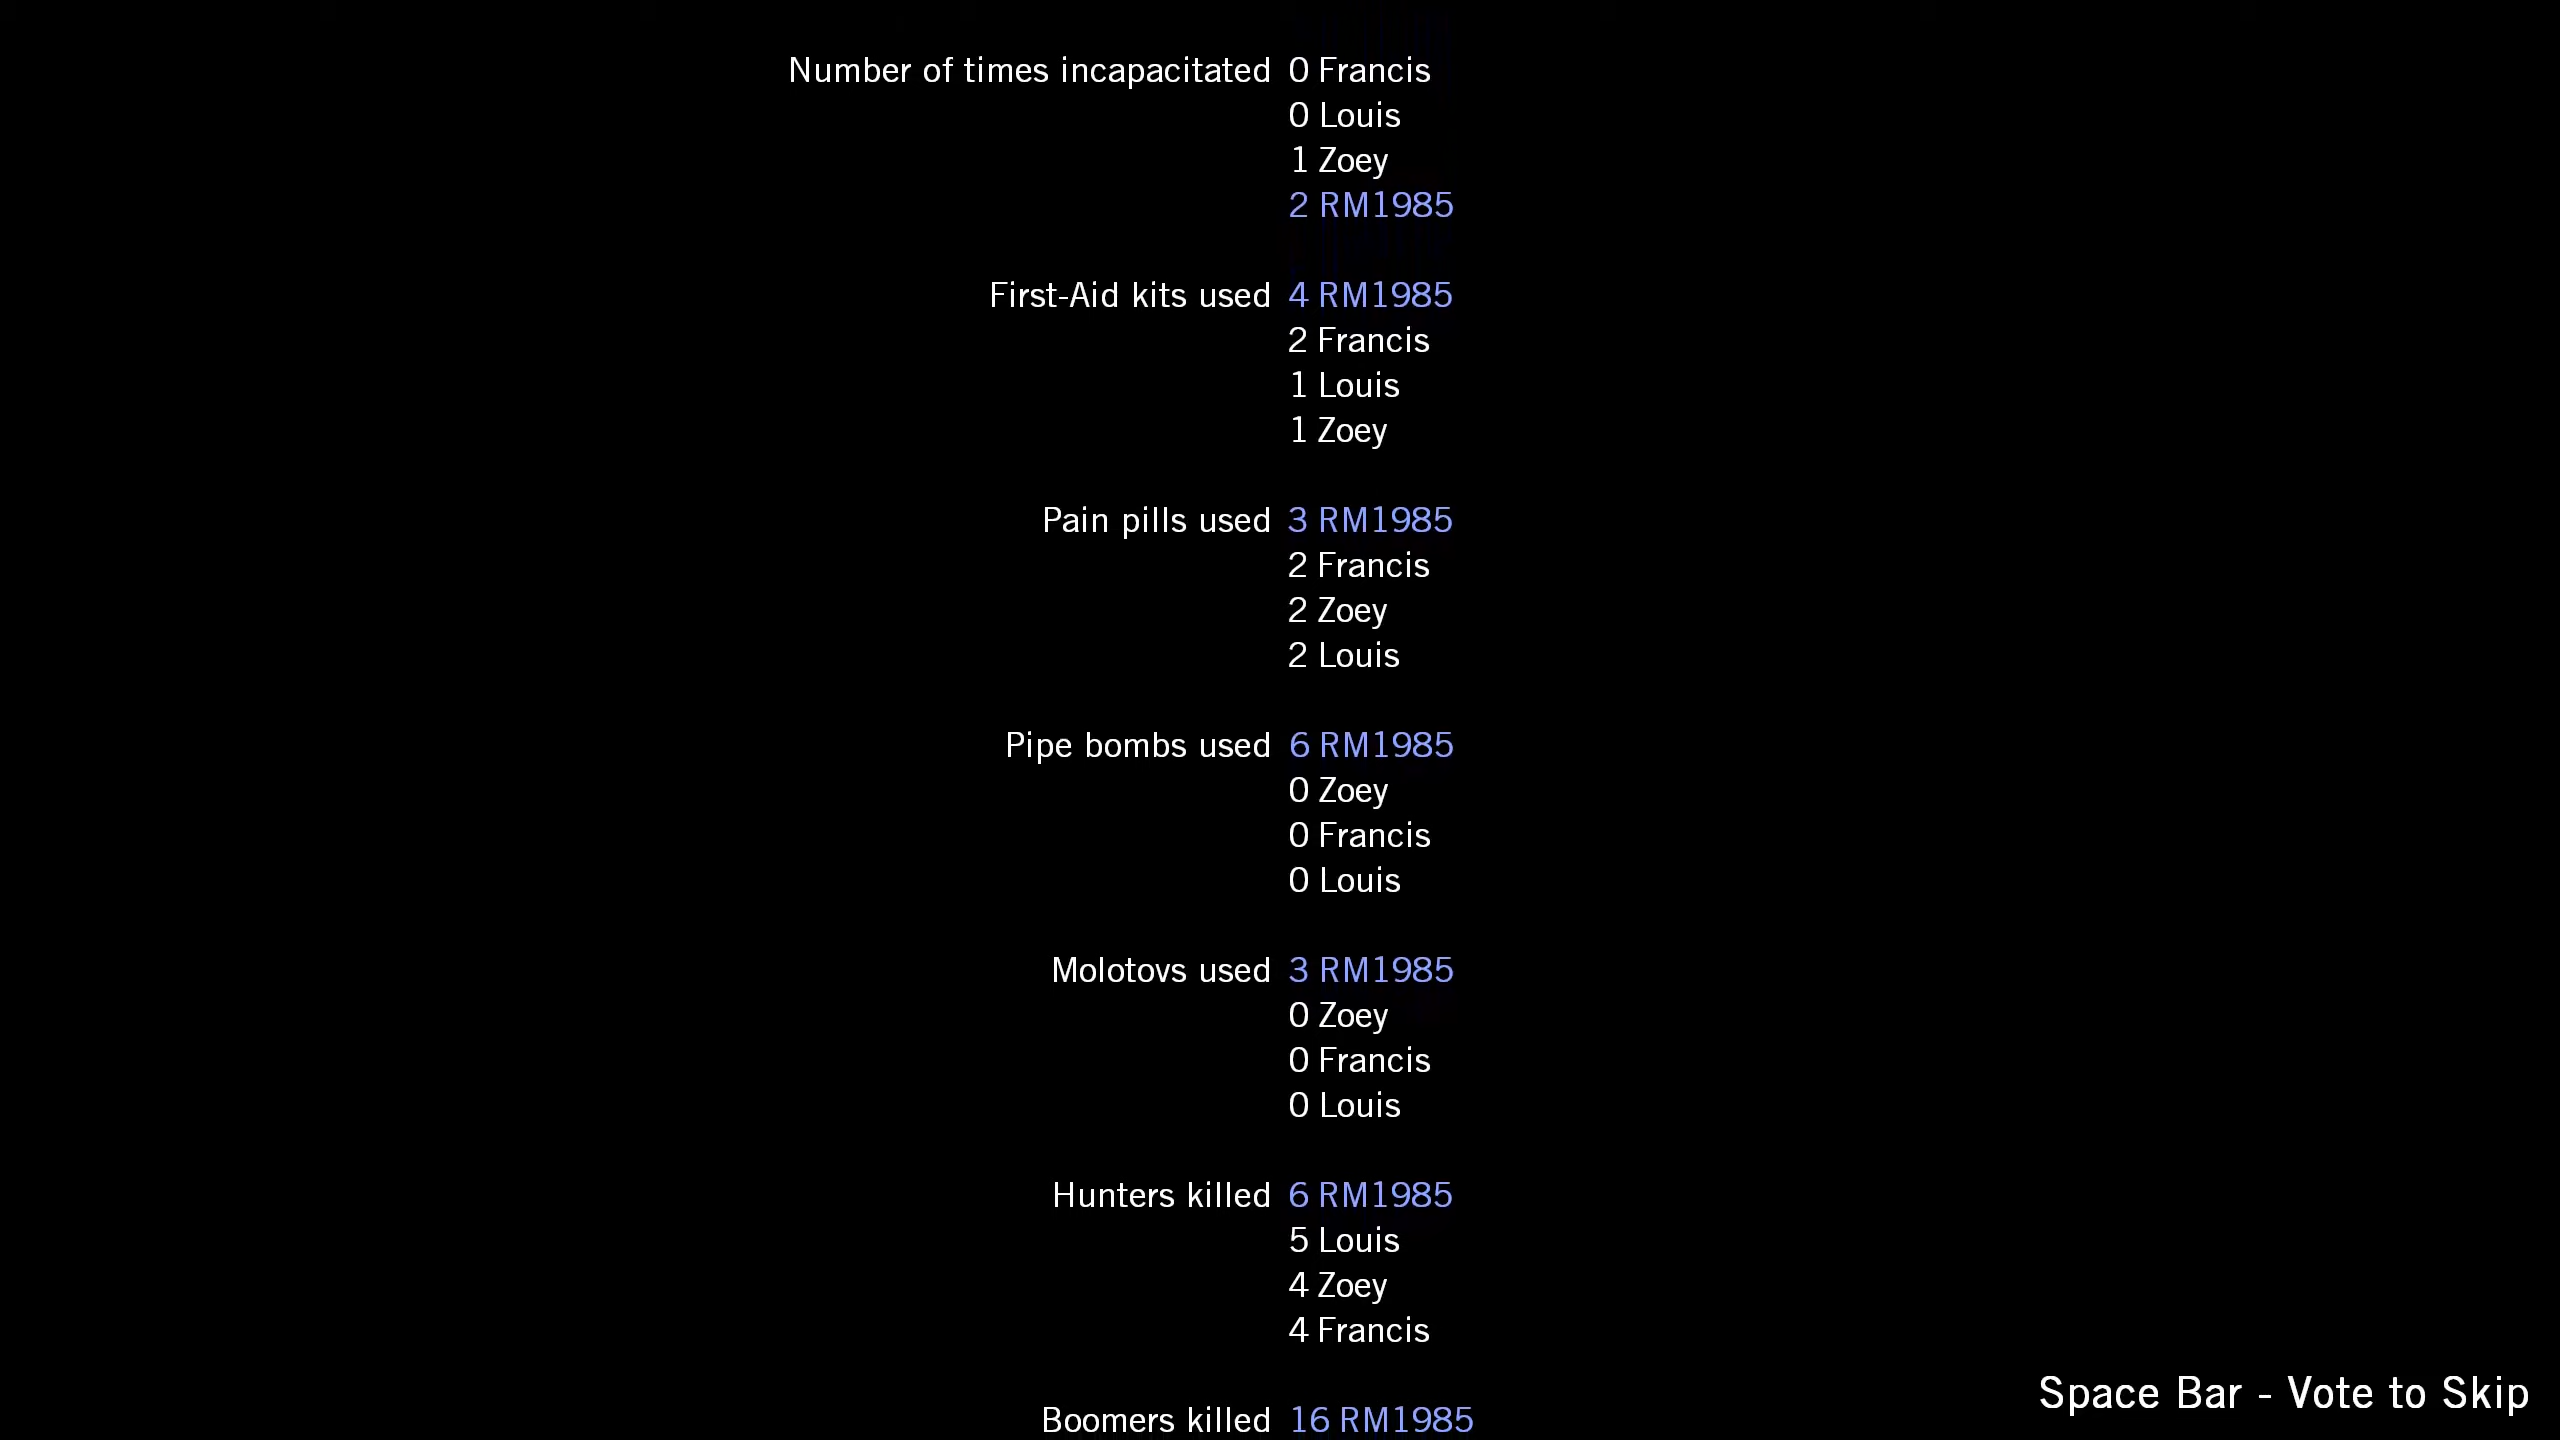 Number of times incapacitated 0 Francis
0 Louis
1 Zoey
2 RM1985
First-Aid kits used 4 RM1985
2 Francis
1 Louis
1 Zoey
Pain pills used 3 RM1985
2 Francis
2 Zoey
2 Louis
Pipe bombs used 6 RM1985
0 Zoey
0 Francis
0 Louis
Molotovs used 3 RM1985
0 Zoey
0 Francis
0 Louis
Hunters killed 6 RM1985
5 Louis
4 Zoey
4 Francis
Boomers killed 16 RM1985
Space Bar - Vote to Skip